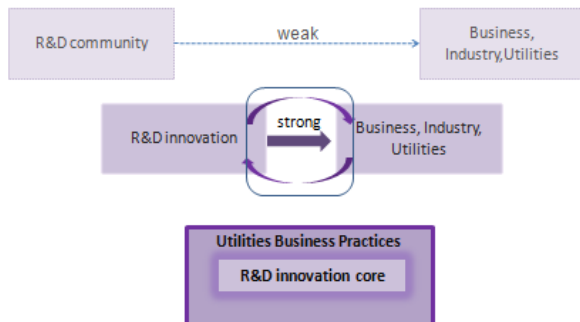 weak
R&D community
Business,
Industry,Utilities
strong
R&D innovation
Business, Industry,
Utilities
Utilities Business Practices
R&D innovation core